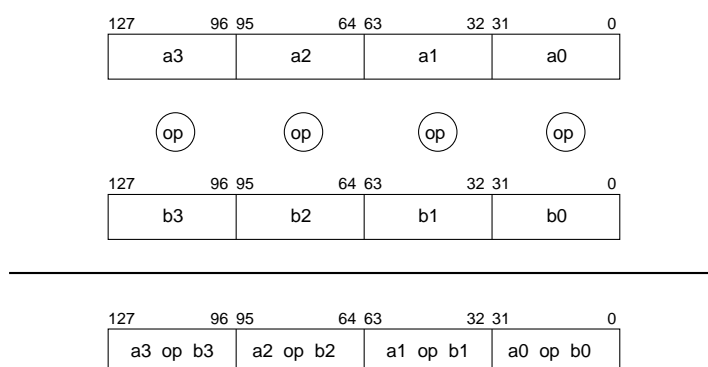 127 96 95 64 63 32 31 0
a3 a2 a1 a0
op op op op
127 96 95 64 63 32 31 0
b3 b2 b1 b0
127 96 95 64 63 32 31 0
a3 op b3 a2 op b2 a1 op b1 a0 op b0